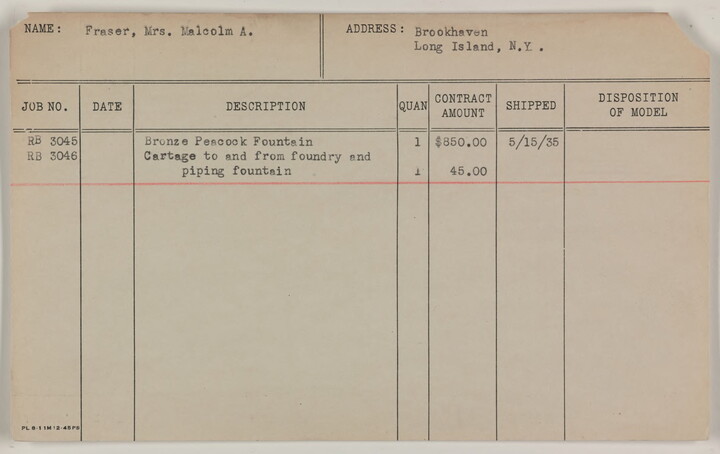 NAME: Fraser, Mrs. Malcolm A. ADDRESS: Brookhaven
Long Island, N.Y.
JOB NO. DATE DESCRIPTION QUAN CONTRACT AMOUNT SHIPPED DISPOSITION OF MODEL
RB 3045 Bronze Peacock Fountain 1 $850.00 5/15/35
RB 3046 Cartage to and from foundry and
piping fountain 1 45.00